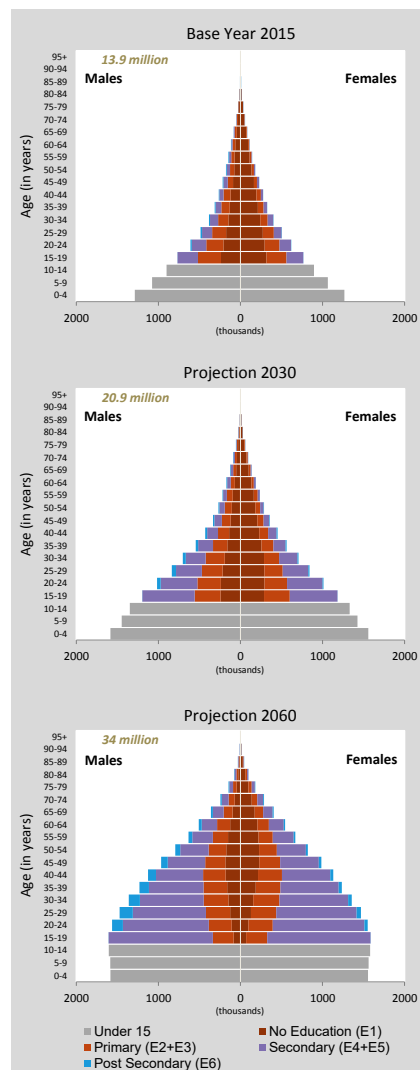 Base Year 2015
13.9 million
Males
Females
Age (in years)
95+
90-94
85-89
80-84
75-79
70-74
65-69
60-64
55-59
50-54
45-49
40-44
35-39
30-34
25-29
20-24
15-19
10-14
5-9
0-4
2000 1000 0 1000 2000
(thousands)
Projection 2030
20.9 million
Males
Females
Age (in years)
95+
90-94
85-89
80-84
75-79
70-74
65-69
60-64
55-59
50-54
45-49
40-44
35-39
30-34
25-29
20-24
15-19
10-14
5-9
0-4
2000 1000 0 1000 2000
(thousands)
Projection 2060
34 million
Males
Females
Age (in years)
95+
90-94
85-89
80-84
75-79
70-74
65-69
60-64
55-59
50-54
45-49
40-44
35-39
30-34
25-29
20-24
15-19
10-14
5-9
0-4
2000 1000 0 1000 2000
(thousands)
Under 15 No Education (E1)
Primary (E2+E3) Secondary (E4+E5)
Post Secondary (E6)